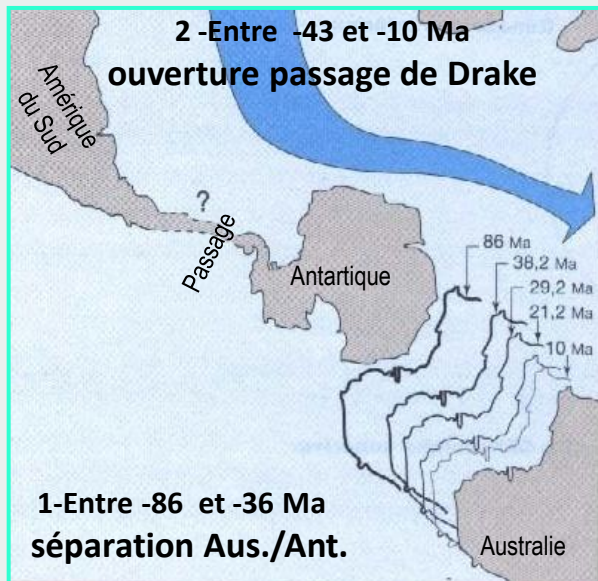 2 -Entre -43 et -10 Ma
ouverture passage de Drake
Amérique
du Sud
?
Passage
Antartique
86 Ma
38,2 Ma
29,2 Ma
21,2 Ma
10 Ma
1-Entre -86 et -36 Ma
séparation Aus./Ant.
Australie